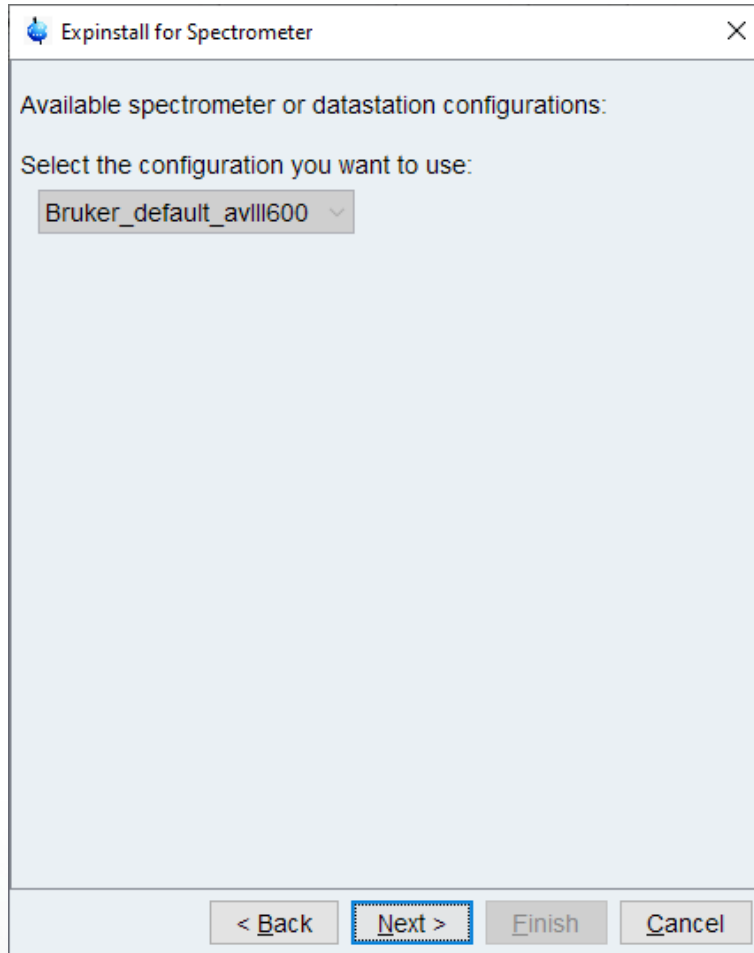 Expinstall for Spectrometer
Available spectrometer or datastation configurations:
Select the configuration you want to use:
Bruker_default_avIII600
< Back Next > Finish Cancel